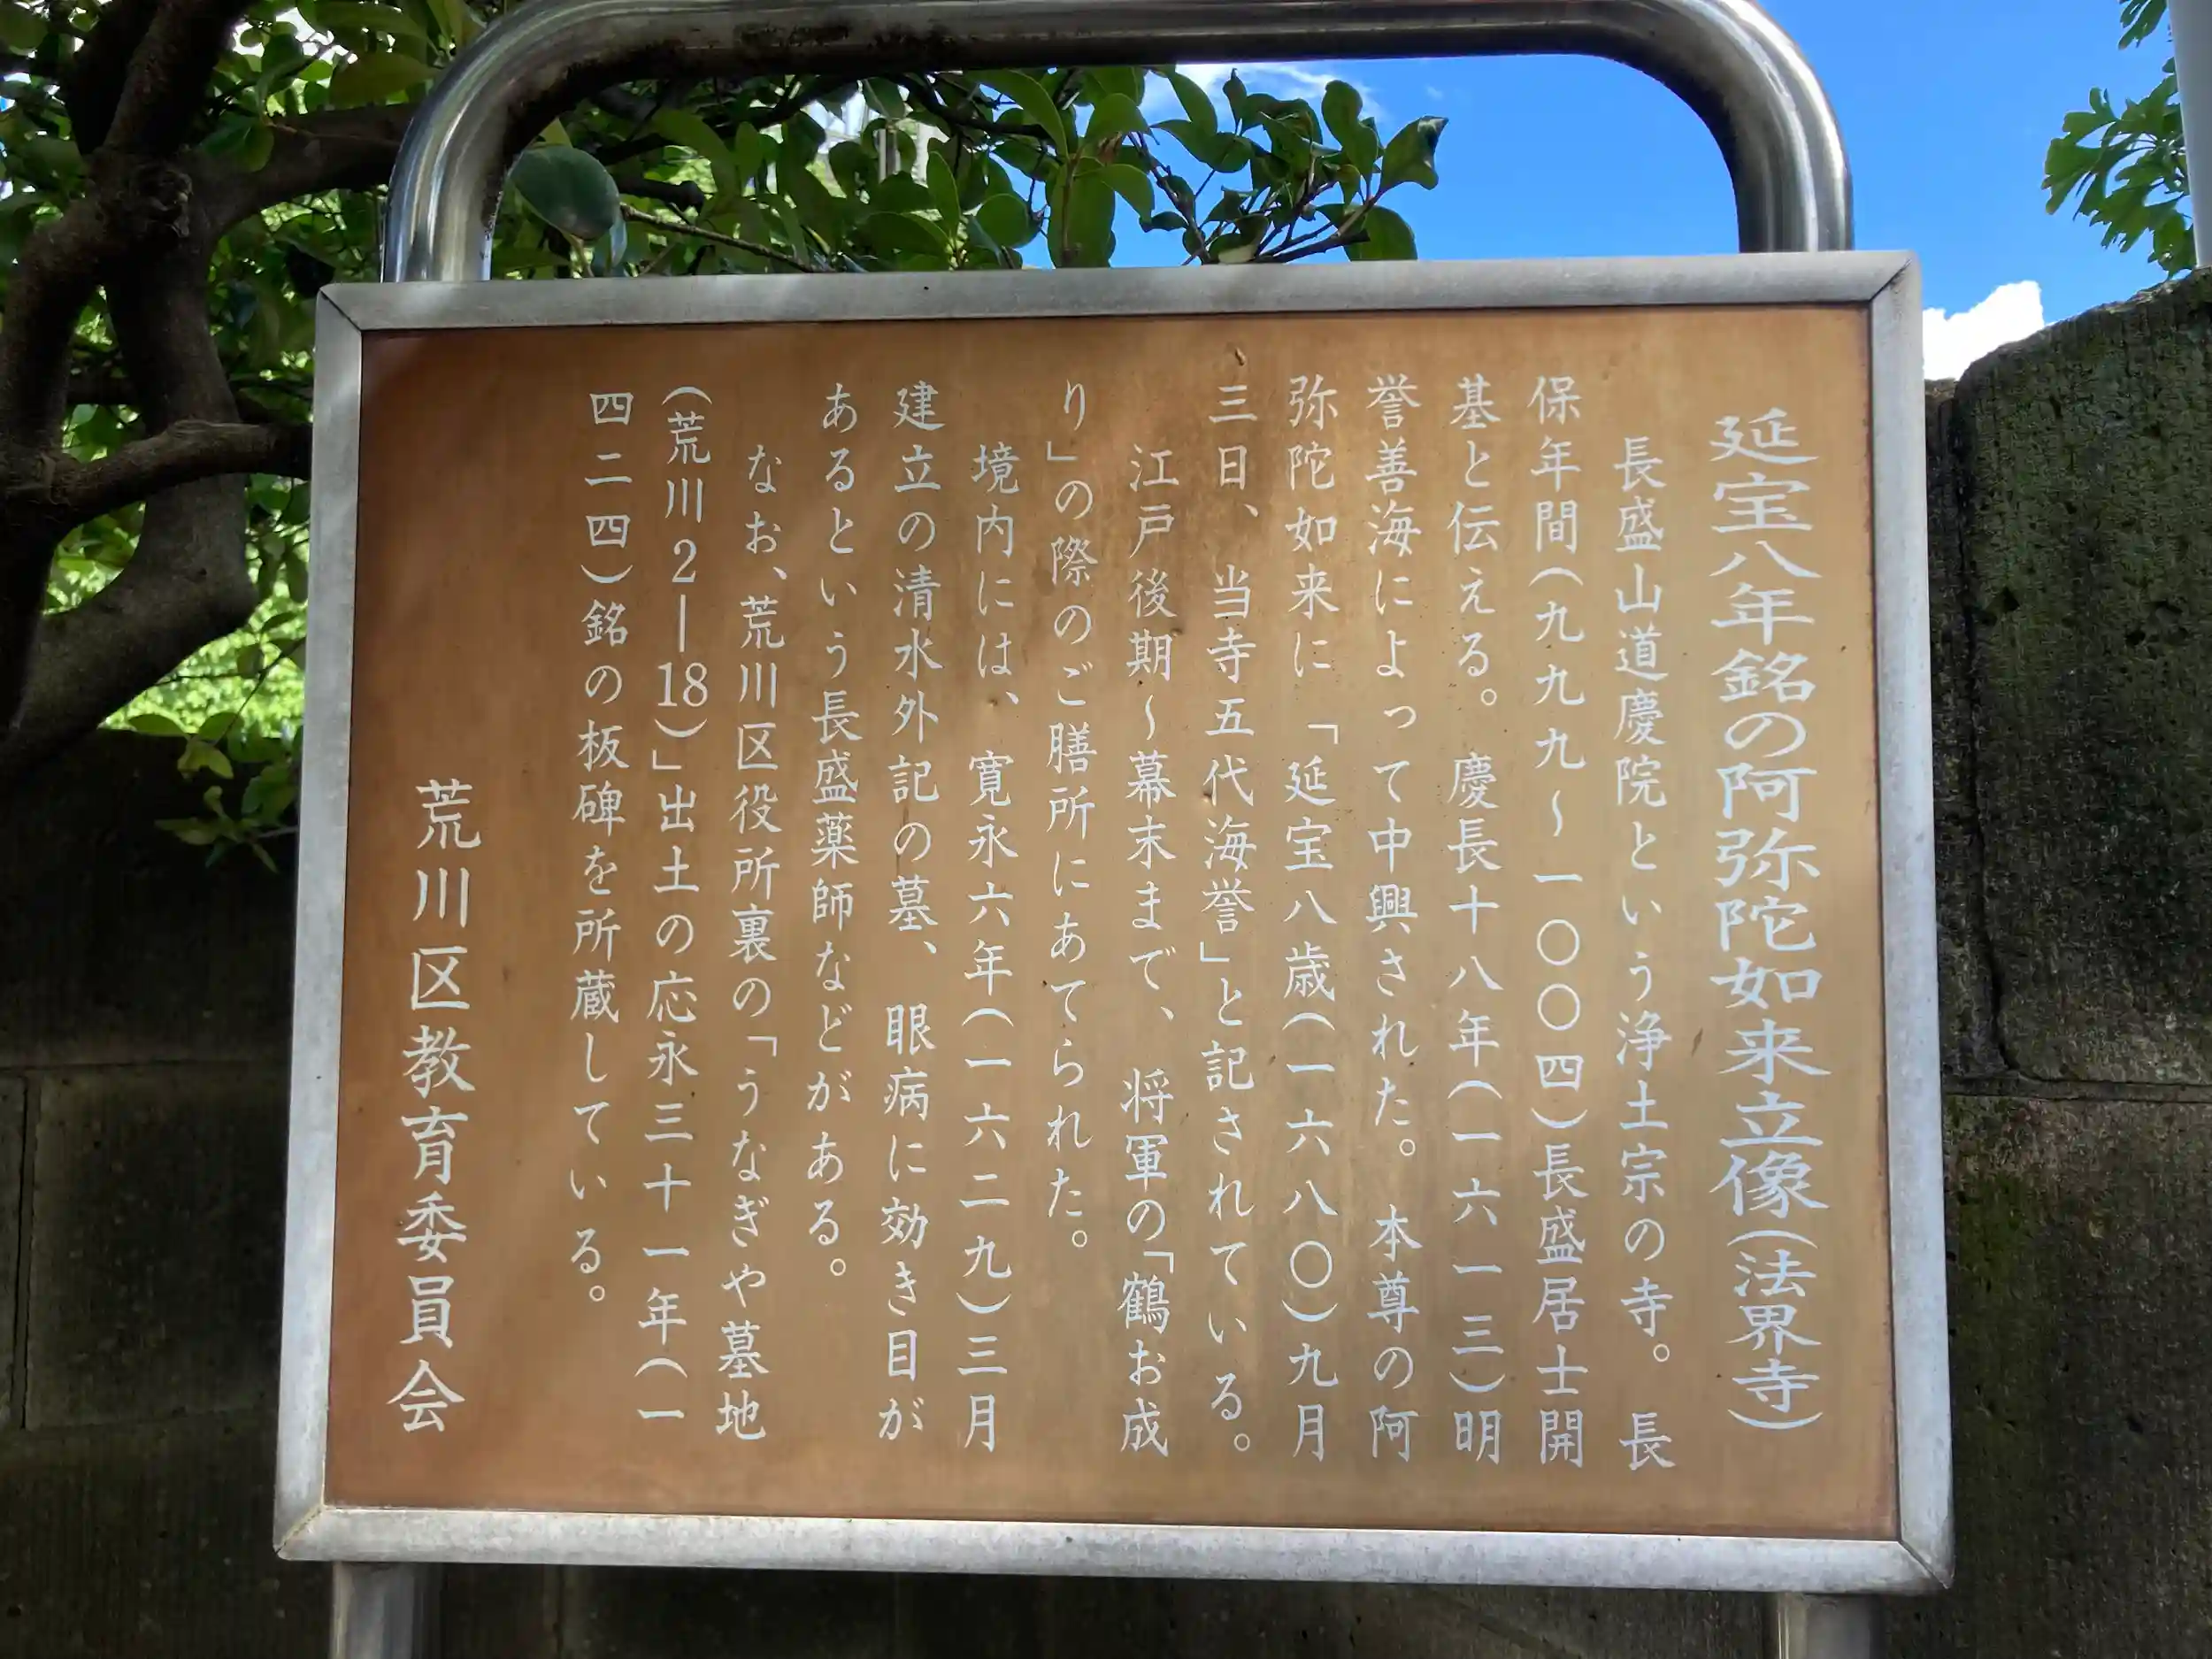 延宝八年銘の阿弥陀如来立像(法界寺)
長盛山道慶院という浄土宗の寺。長
保年間(九九九～一〇〇四)長盛居士開
基と伝える。慶長十八年(一六一三)明
誉善海によって中興された。本尊の阿
弥陀如来に「延宝八歳(一六八〇)九月
三日、当寺五代海誉」と記されている。
江戸後期～幕末まで、将軍の「鶴お成
り」の際のご膳所にあてられた。
境内には、寛永六年(一六二九)三月
建立の清水外記の墓、眼病に効き目が
あるという長盛薬師などがある。
なお、荒川区役所裏の「うなぎや墓地
(荒川2―18)」出土の応永三十一年(一
四二四)銘の板碑を所蔵している。
荒川区教育委員会